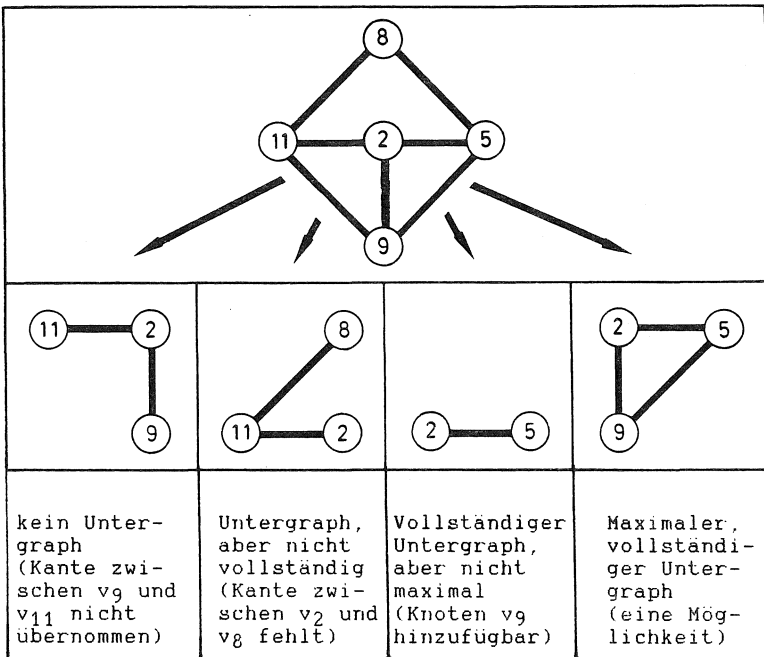 8
11 2 5
9
11 2
9
8
11 2
2 5
2 5
9
kein Unter-
graph
(Kante zwi-
schen v9 und
v11 nicht
übernommen)
Untergraph,
aber nicht
vollständig
(Kante zwi-
schen v2 und
v8 fehlt)
Vollständiger
Untergraph,
aber nicht
maximal
(Knoten v9
hinzufügbar)
Maximaler,
vollständi-
ger Unter-
graph
(eine Mög-
lichkeit)